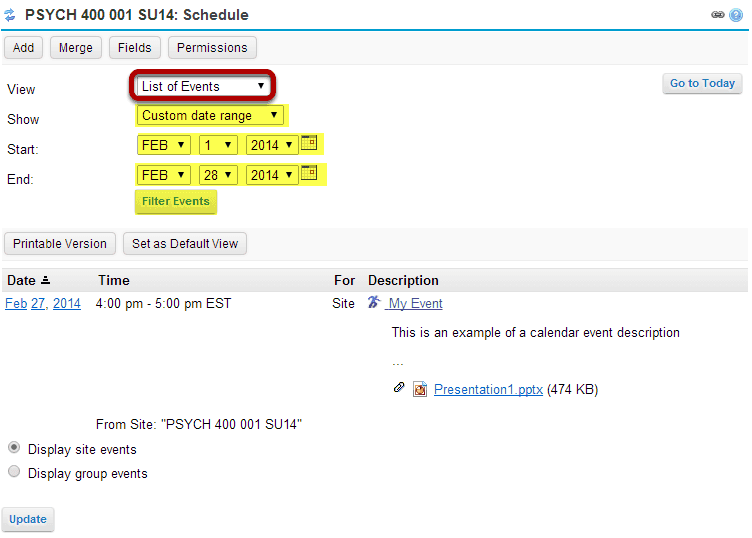 PSYCH 400 001 SU14: Schedule
Add Merge Fields Permissions
View List of Events Go to Today
Show Custom date range
Start: FEB 1 2014
End: FEB 28 2014
Filter Events
Printable Version Set as Default View
Date Time For Description
Feb 27, 2014 4:00 pm - 5:00 pm EST Site My Event
This is an example of a calendar event description
...
Presentation1.pptx (474 KB)
From Site: "PSYCH 400 001 SU14"
Display site events
Display group events
Update